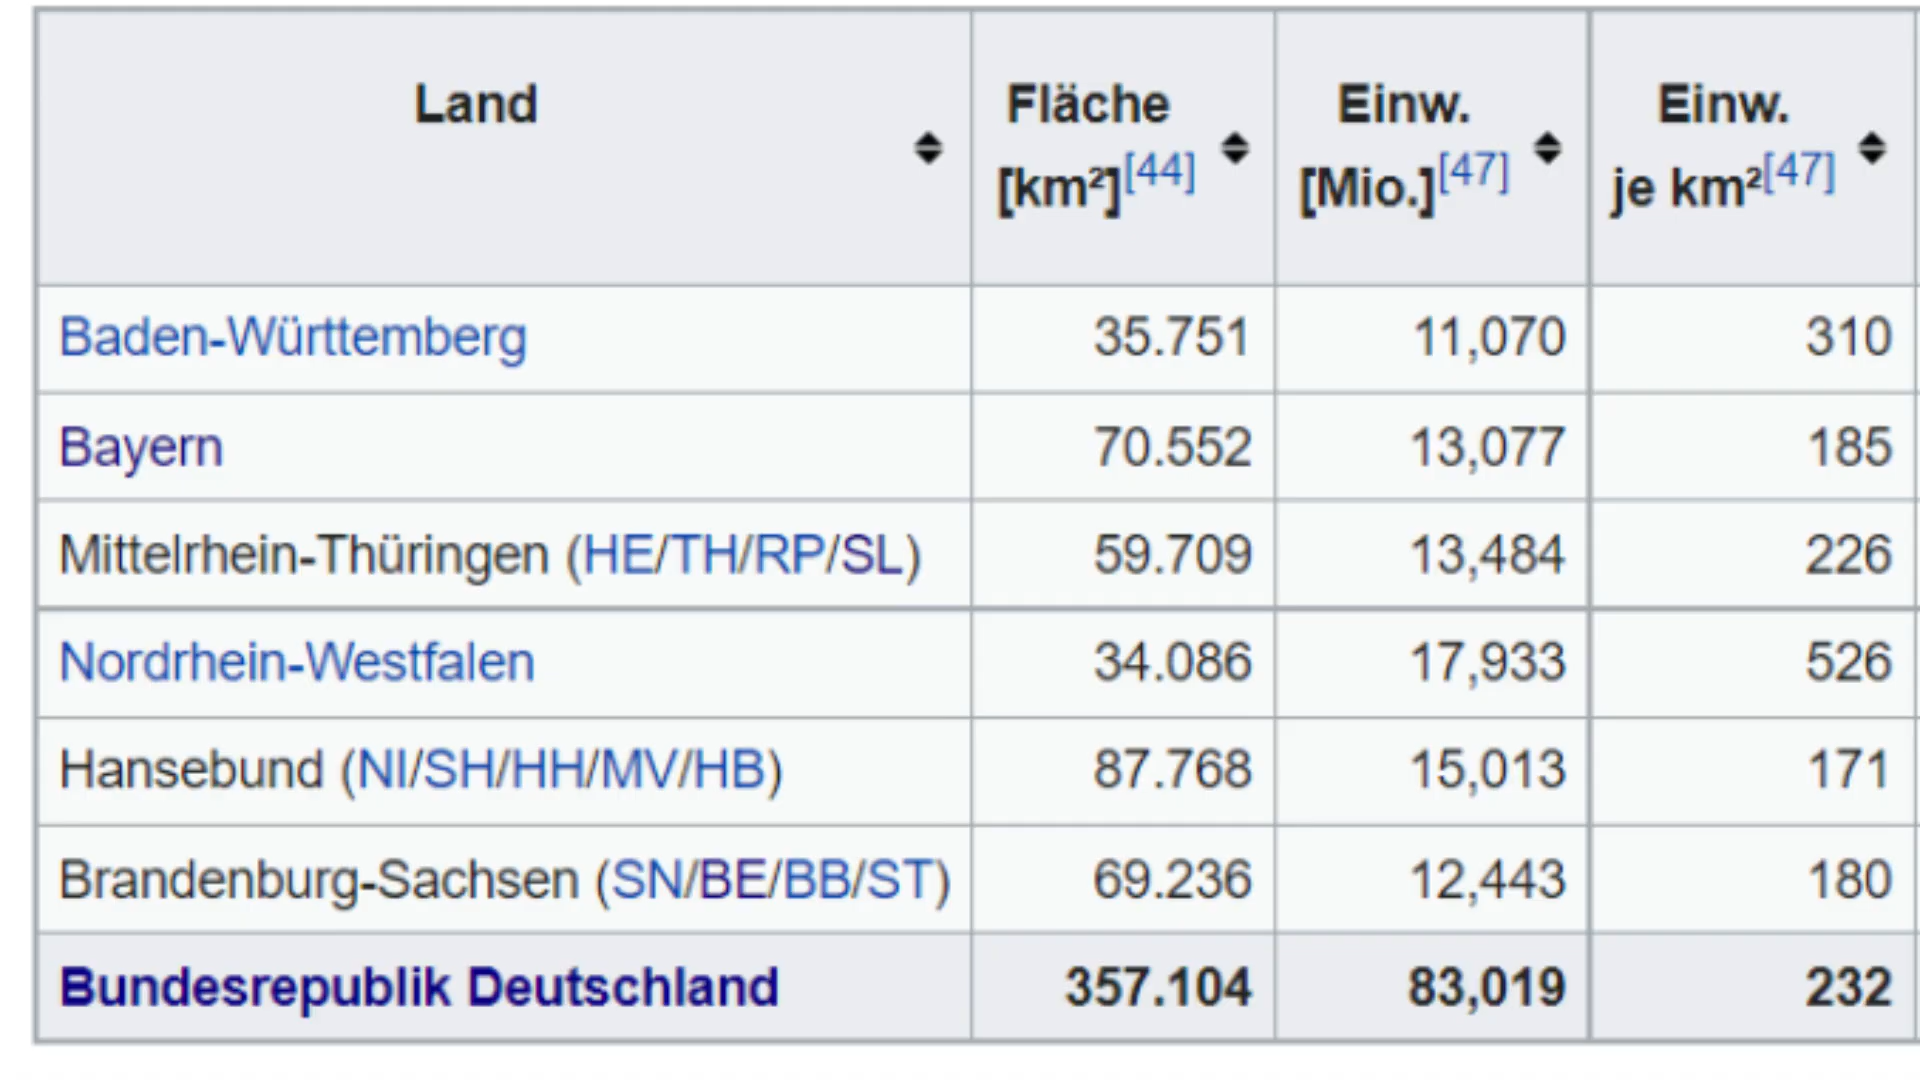 Land Fläche [km²][44] Einw. [Mio.][47] Einw. je km²[47]
Baden-Württemberg 35.751 11,070 310
Bayern 70.552 13,077 185
Mittelrhein-Thüringen (HE/TH/RP/SL) 59.709 13,484 226
Nordrhein-Westfalen 34.086 17,933 526
Hansebund (NI/SH/HH/MV/HB) 87.768 15,013 171
Brandenburg-Sachsen (SN/BE/BB/ST) 69.236 12,443 180
Bundesrepublik Deutschland 357.104 83,019 232